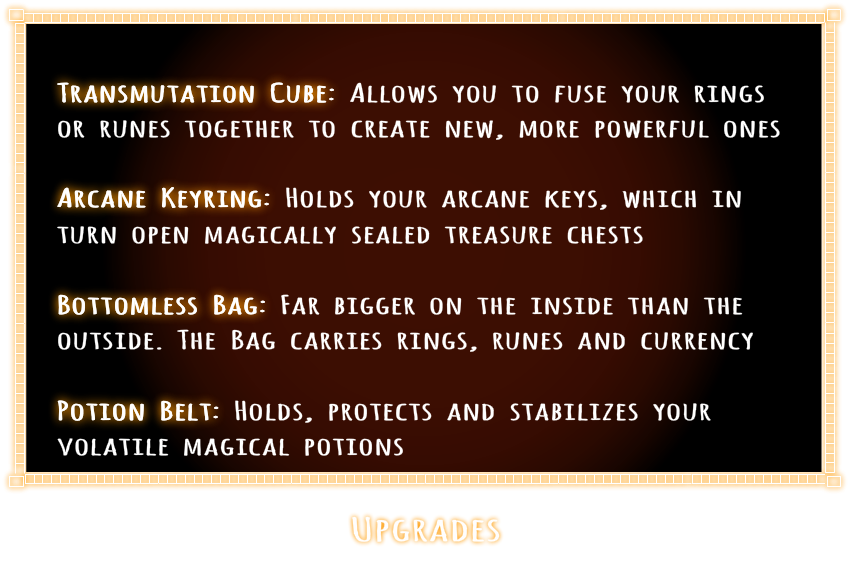 Transmutation Cube: Allows you to fuse your rings
or runes together to create new, more powerful ones
Arcane Keyring: Holds your arcane keys, which in
turn open magically sealed treasure chests
Bottomless Bag: Far bigger on the inside than the
outside. The Bag carries rings, runes and currency
Potion Belt: Holds, protects and stabilizes your
volatile magical potions
Upgrades